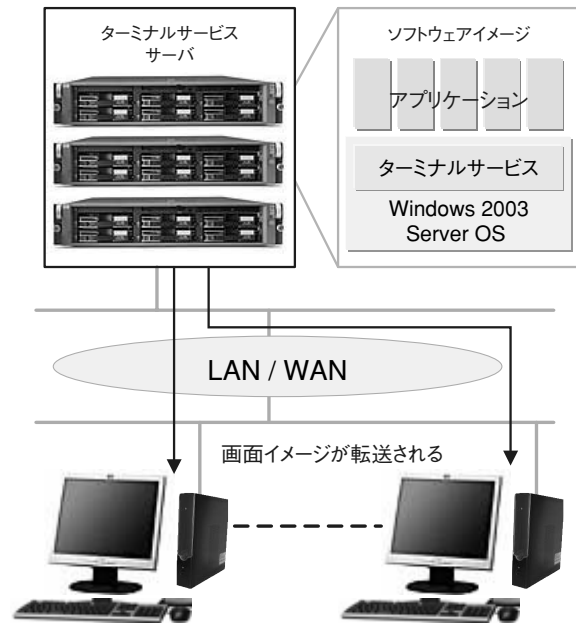 ターミナルサービス
サーバ
ソフトウェアイメージ
アプリケーション
ターミナルサービス
Windows 2003
Server OS
LAN / WAN
画面イメージが転送される